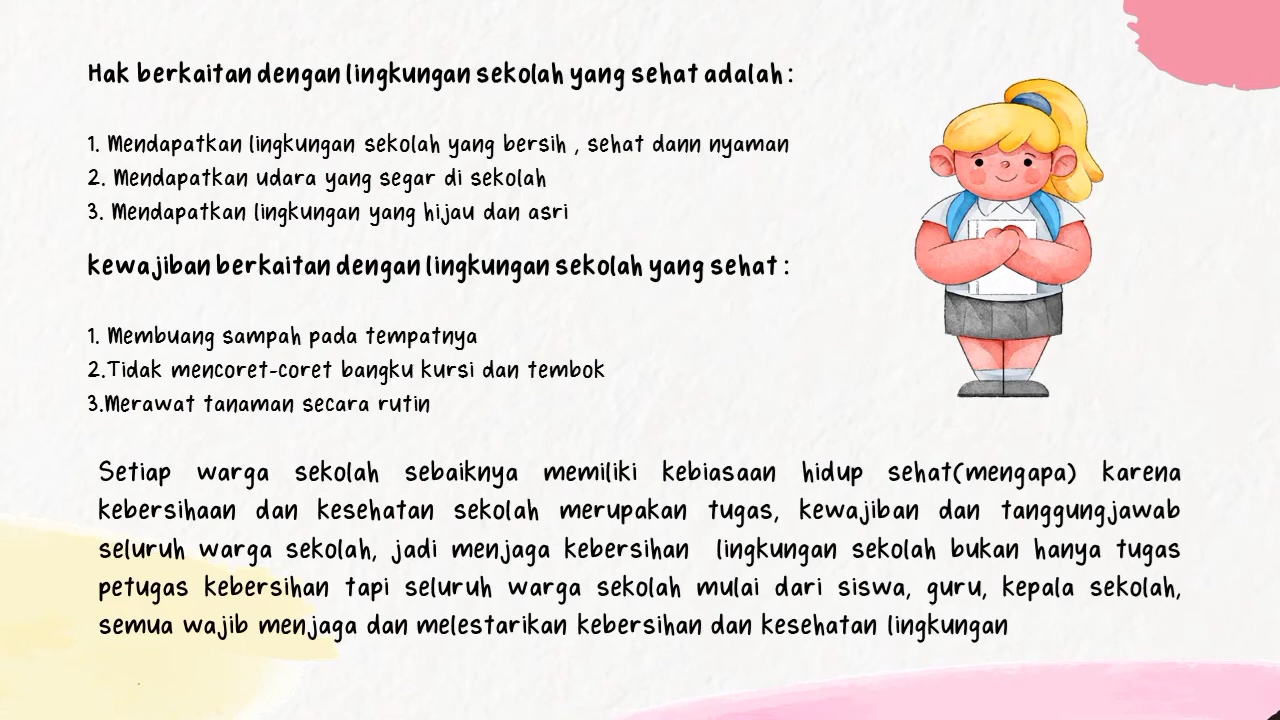 Hak berkaitan dengan lingkungan sekolah yang sehat adalah :
1. Mendapatkan lingkungan sekolah yang bersih , sehat dann nyaman
2. Mendapatkan udara yang segar di sekolah
3. Mendapatkan lingkungan yang hijau dan asri
kewajiban berkaitan dengan lingkungan sekolah yang sehat :
1. Membuang sampah pada tempatnya
2.Tidak mencoret-coret bangku kursi dan tembok
3.Merawat tanaman secara rutin
Setiap warga sekolah sebaiknya memiliki kebiasaan hidup sehat(mengapa) karena
kebersihaan dan kesehatan sekolah merupakan tugas, kewajiban dan tanggungjawab
seluruh warga sekolah, jadi menjaga kebersihan lingkungan sekolah bukan hanya tugas
petugas kebersihan tapi seluruh warga sekolah mulai dari siswa, guru, kepala sekolah,
semua wajib menjaga dan melestarikan kebersihan dan kesehatan lingkungan